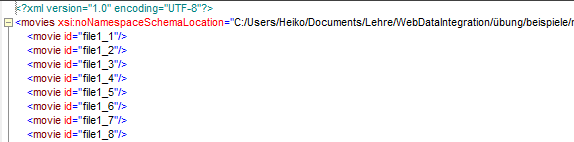 <?xml version="1.0" encoding="UTF-8"?>
<movies xsi:noNamespaceSchemaLocation="C:/Users/Heiko/Documents/Lehre/WebDataIntegration/übung/beispiele/
<movie id="file1_1"/>
<movie id="file1_2"/>
<movie id="file1_3"/>
<movie id="file1_4"/>
<movie id="file1_5"/>
<movie id="file1_6"/>
<movie id="file1_7"/>
<movie id="file1_8"/>